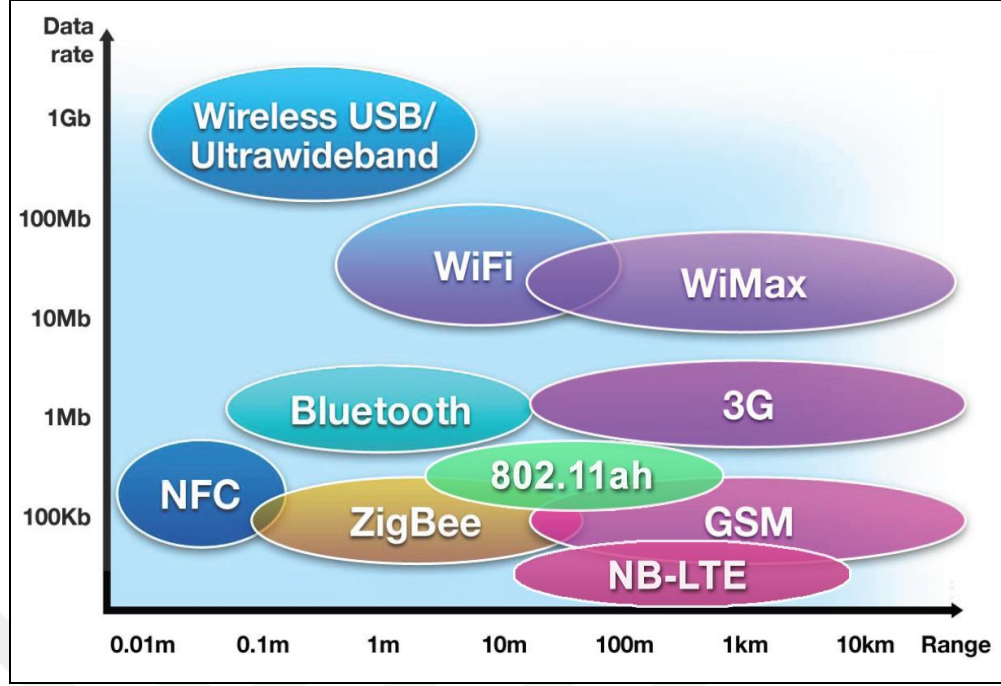 Data
rate
1Gb
Wireless USB/
Ultrawideband
100Mb
WiFi
WiMax
10Mb
Bluetooth
3G
1Mb
802.11ah
NFC
ZigBee
GSM
100Kb
NB-LTE
0.01m 0.1m 1m 10m 100m 1km 10km Range